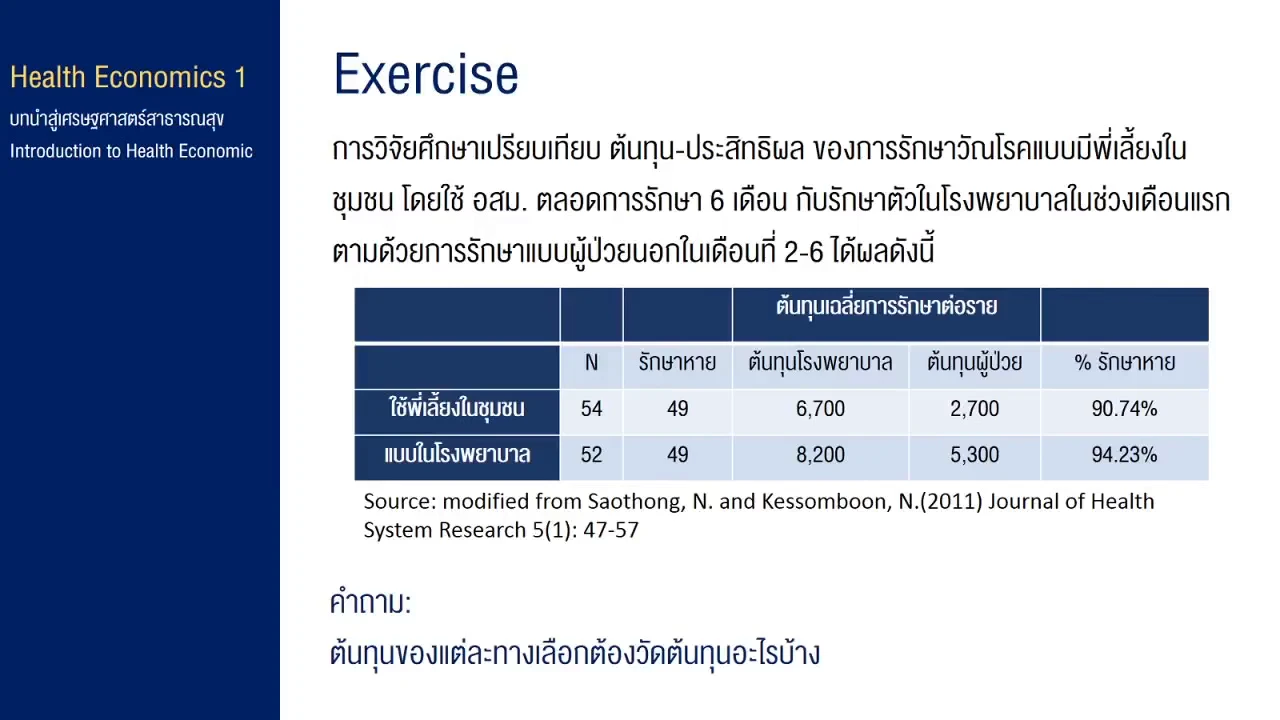 Health Economics 1
บทนำสู่เศรษฐศาสตร์สาธารณสุข
Introduction to Health Economic
Exercise
การวิจัยศึกษาเปรียบเทียบ ต้นทุน-ประสิทธิผล ของการรักษาวัณโรคแบบมีพี่เลี้ยงใน
ชุมชน โดยใช้ อสม. ตลอดการรักษา 6 เดือน กับรักษาตัวในโรงพยาบาลในช่วงเดือนแรก
ตามด้วยการรักษาแบบผู้ป่วยนอกในเดือนที่ 2-6 ได้ผลดังนี้
ต้นทุนเฉลี่ยการรักษาต่อราย
N รักษาหาย ต้นทุนโรงพยาบาล ต้นทุนผู้ป่วย % รักษาหาย
ใช้พี่เลี้ยงในชุมชน 54 49 6,700 2,700 90.74%
แบบในโรงพยาบาล 52 49 8,200 5,300 94.23%
Source: modified from Saothong, N. and Kessomboon, N.(2011) Journal of Health
System Research 5(1): 47-57
คำถาม:
ต้นทุนของแต่ละทางเลือกต้องวัดต้นทุนอะไรบ้าง